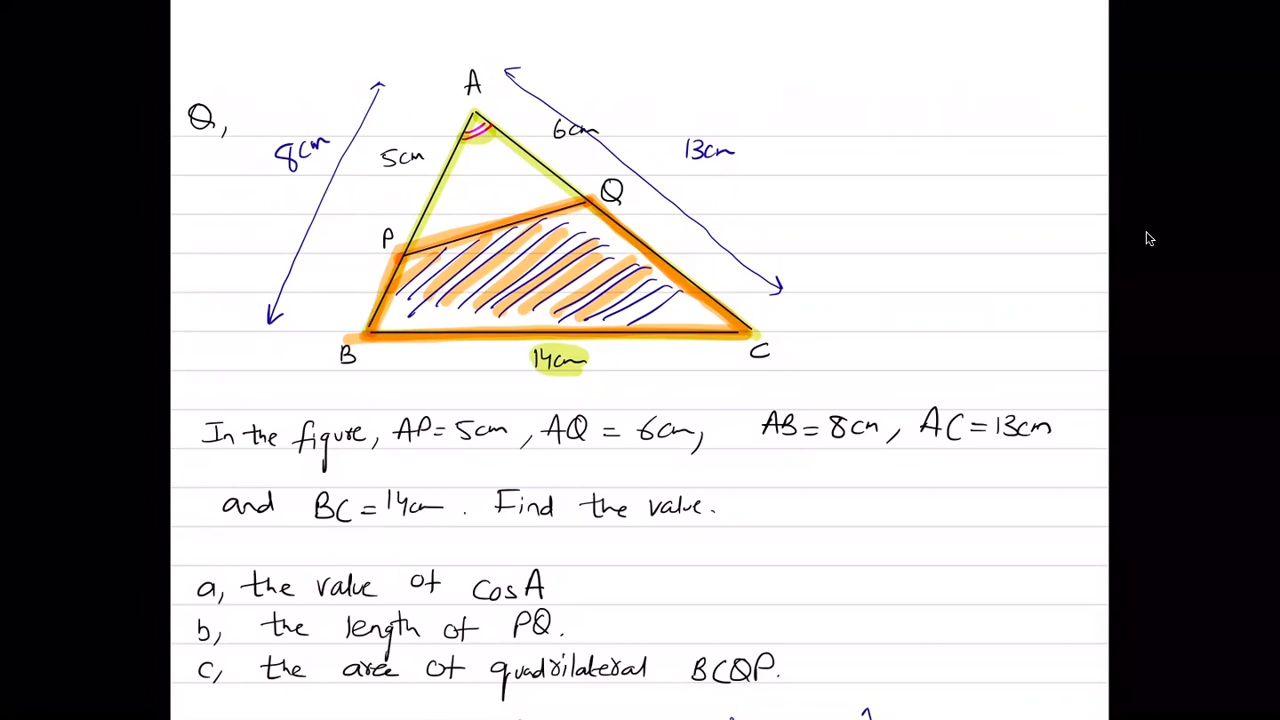 A
Q,
6cm
8cm
5cm
13cm
Q
P
B
14cm
C
In the figure, AP=5cm, AQ = 6cm, AB=8cm, AC=13cm
and BC=14cm. Find the value.
a, the value of cosA
b, the length of PQ.
c, the area of quadrilateral BCQP.